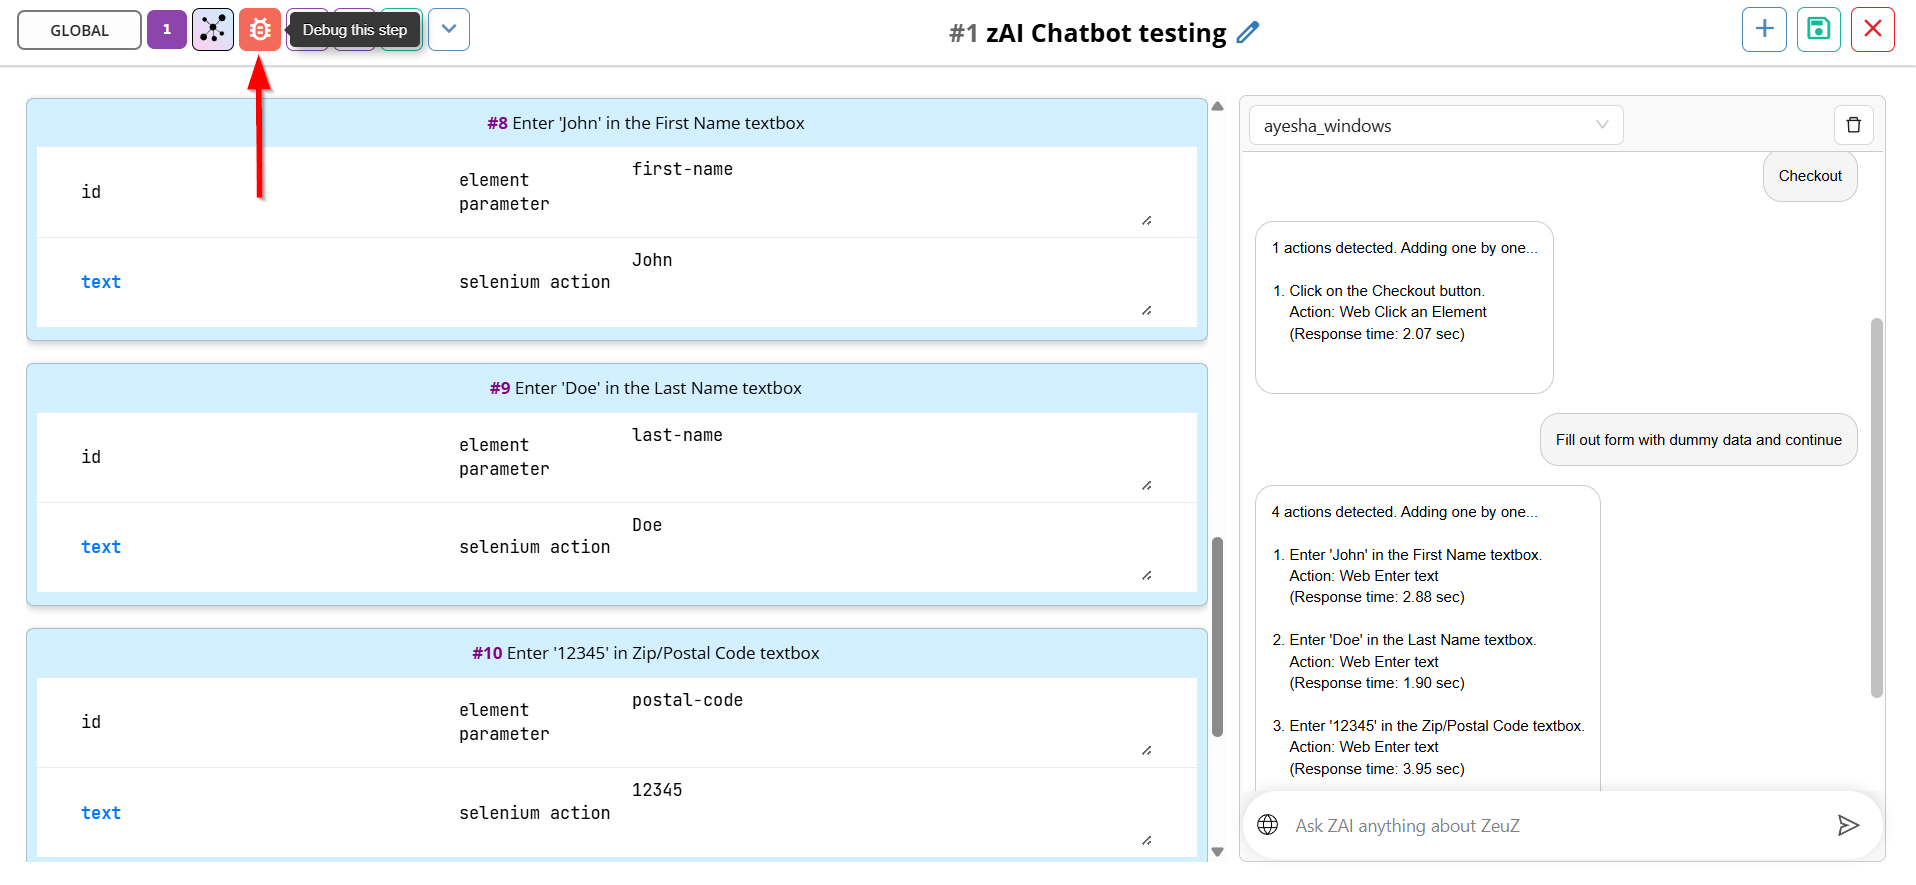 GLOBAL
1
Debug this step
#1 zAI Chatbot testing
#8 Enter 'John' in the First Name textbox
id
element parameter
first-name
text
selenium action
John
#9 Enter 'Doe' in the Last Name textbox
id
element parameter
last-name
text
selenium action
Doe
#10 Enter '12345' in Zip/Postal Code textbox
id
element parameter
postal-code
text
selenium action
12345
ayesha_windows
Checkout
1 actions detected. Adding one by one...
1. Click on the Checkout button.
Action: Web Click an Element
(Response time: 2.07 sec)
Fill out form with dummy data and continue
4 actions detected. Adding one by one...
1. Enter 'John' in the First Name textbox.
Action: Web Enter text
(Response time: 2.88 sec)
2. Enter 'Doe' in the Last Name textbox.
Action: Web Enter text
(Response time: 1.90 sec)
3. Enter '12345' in the Zip/Postal Code textbox.
Action: Web Enter text
(Response time: 3.95 sec)
Ask ZAI anything about ZeuZ